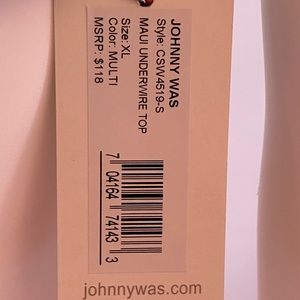 JOHNNY WAS
Style: CSW4519-S
MAUI UNDERWIRE TOP
Size: XL
Color: MULTI
MSRP: $118
7 04164 74143 3
johnnywas.com